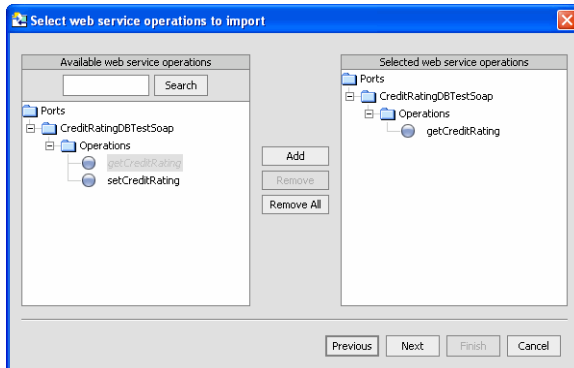 Select web service operations to import
Available web service operations
Search
Ports
CreditRatingDBTestSoap
Operations
getCreditRating
setCreditRating
Add
Remove
Remove All
Selected web service operations
Ports
CreditRatingDBTestSoap
Operations
getCreditRating
Previous Next Finish Cancel